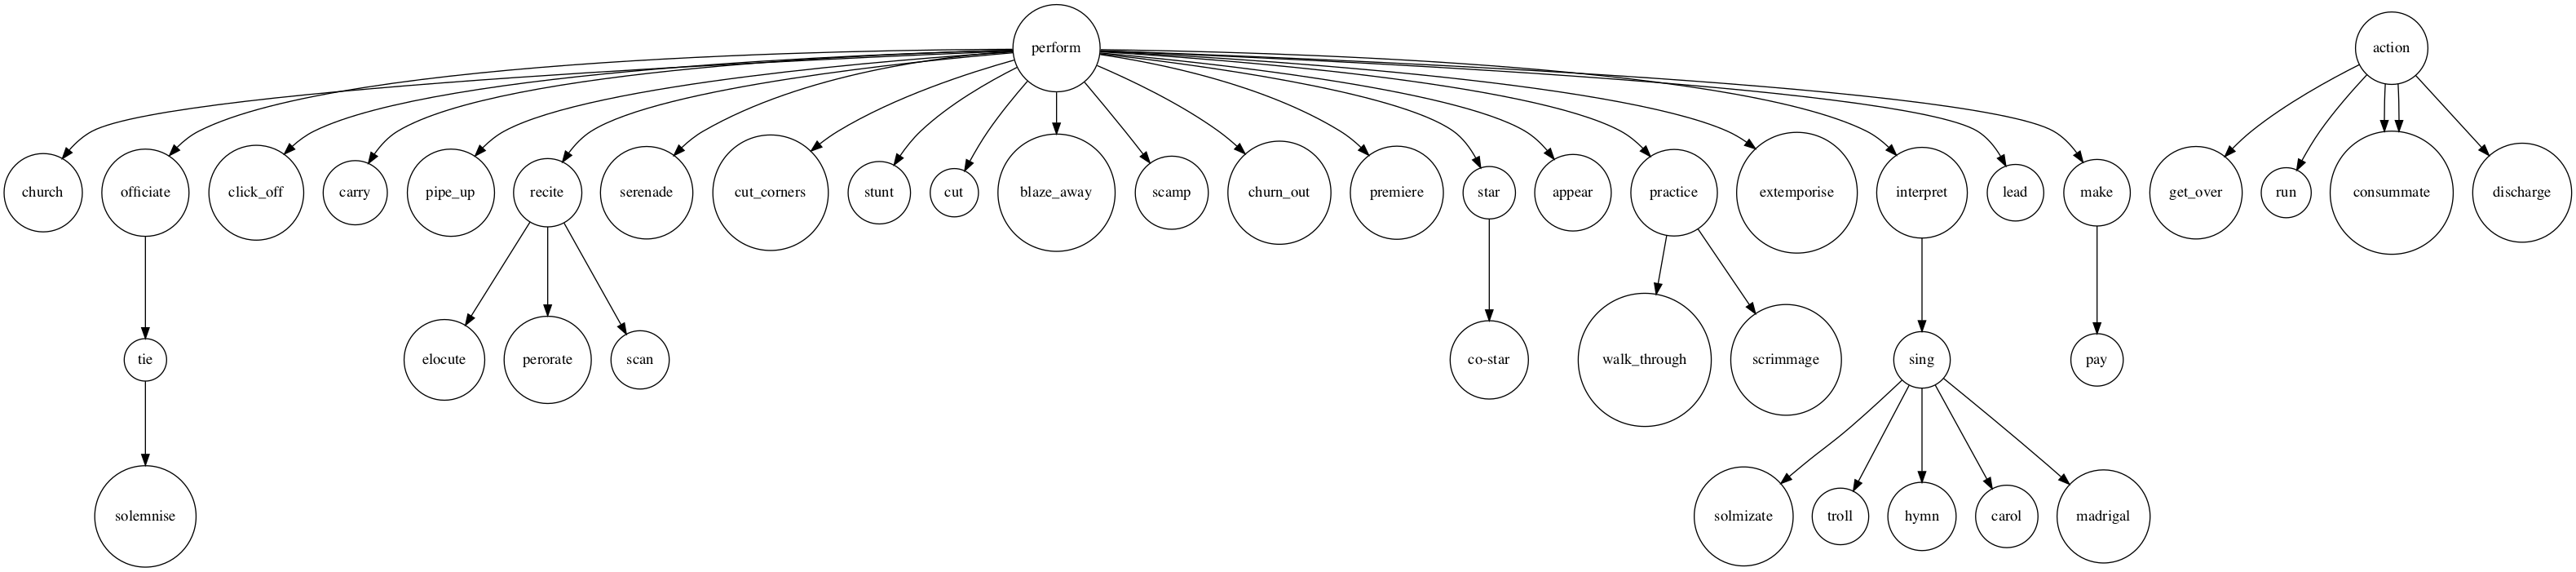 perform
action
church
officiate
click_off
carry
pipe_up
recite
serenade
cut_corners
stunt
cut
blaze_away
scamp
churn_out
premiere
star
appear
practice
extemporise
interpret
lead
make
get_over
run
consummate
discharge
tie
elocute
perorate
scan
co-star
walk_through
scrimmage
sing
pay
solemnise
solmizate
troll
hymn
carol
madrigal